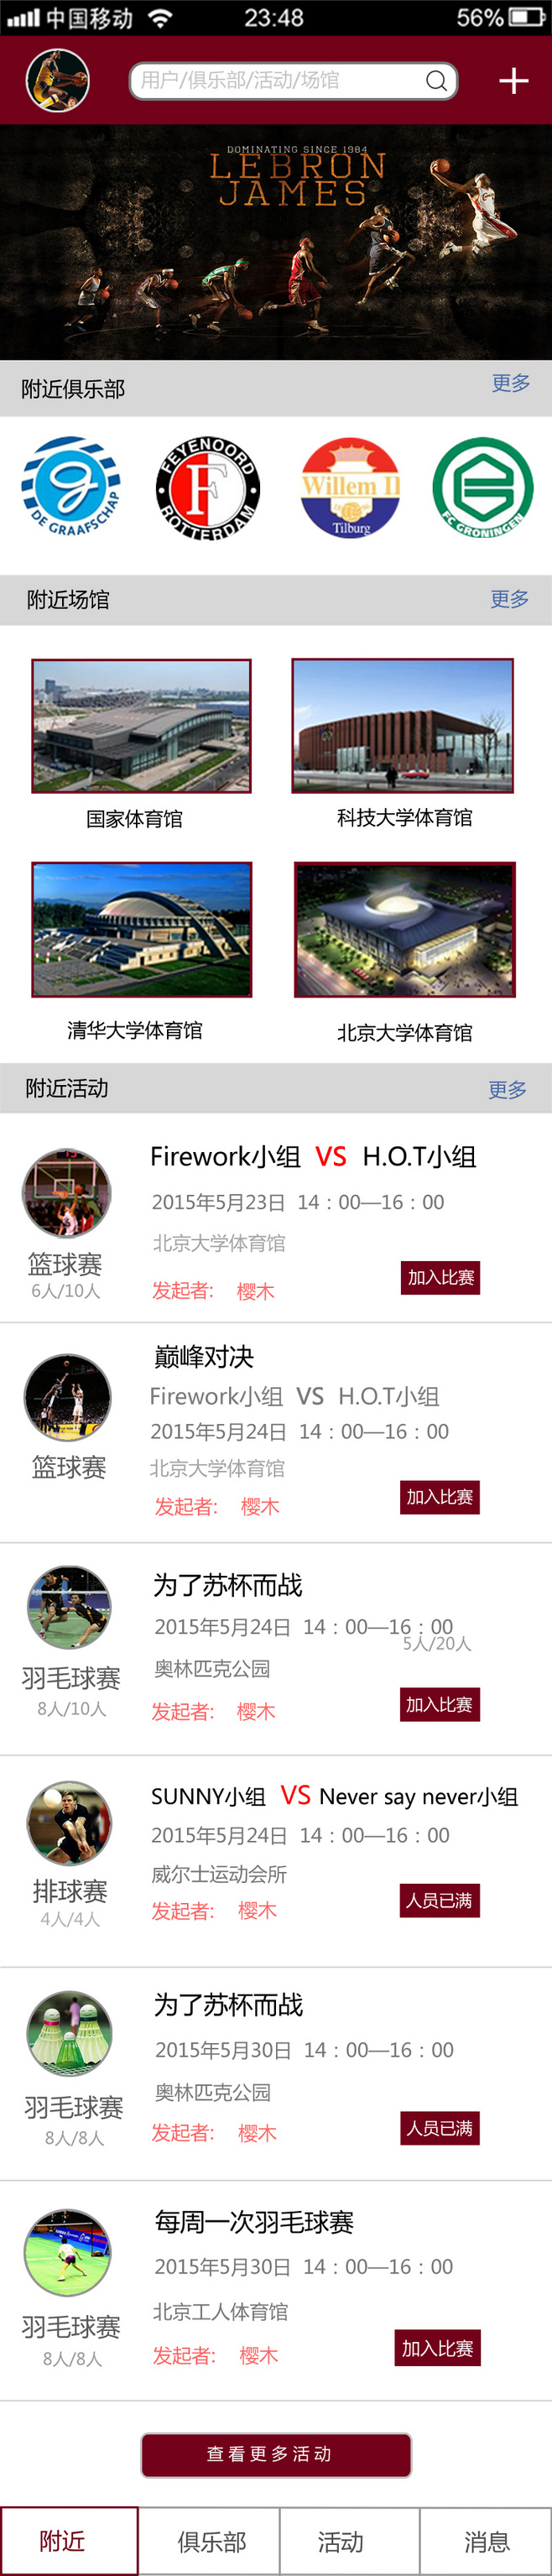 中国移动 23:48 56%
用户/俱乐部/活动/场馆
DOMINATING SINCE 1984
LEBRON
JAMES
附近俱乐部 更多
DE GRAAFSCHAP
FEYENOORD
F
ROTTERDAM
Willem II
Tilburg
FC GRONINGEN
附近场馆 更多
国家体育馆 科技大学体育馆
清华大学体育馆 北京大学体育馆
附近活动 更多
Firework小组 VS H.O.T小组
2015年5月23日 14：00—16：00
北京大学体育馆
篮球赛
6人/10人
发起者: 樱木
加入比赛
巅峰对决
Firework小组 VS H.O.T小组
2015年5月24日 14：00—16：00
北京大学体育馆
篮球赛
发起者: 樱木
加入比赛
为了苏杯而战
2015年5月24日 14：00—16：00
5人/20人
奥林匹克公园
羽毛球赛
8人/10人
发起者: 樱木
加入比赛
SUNNY小组 VS Never say never小组
2015年5月24日 14：00—16：00
威尔士运动会所
排球赛
4人/4人
发起者: 樱木
人员已满
为了苏杯而战
2015年5月30日 14：00—16：00
奥林匹克公园
羽毛球赛
8人/8人
发起者: 樱木
人员已满
每周一次羽毛球赛
2015年5月30日 14：00—16：00
北京工人体育馆
羽毛球赛
8人/8人
发起者: 樱木
加入比赛
查看更多活动
附近 俱乐部 活动 消息